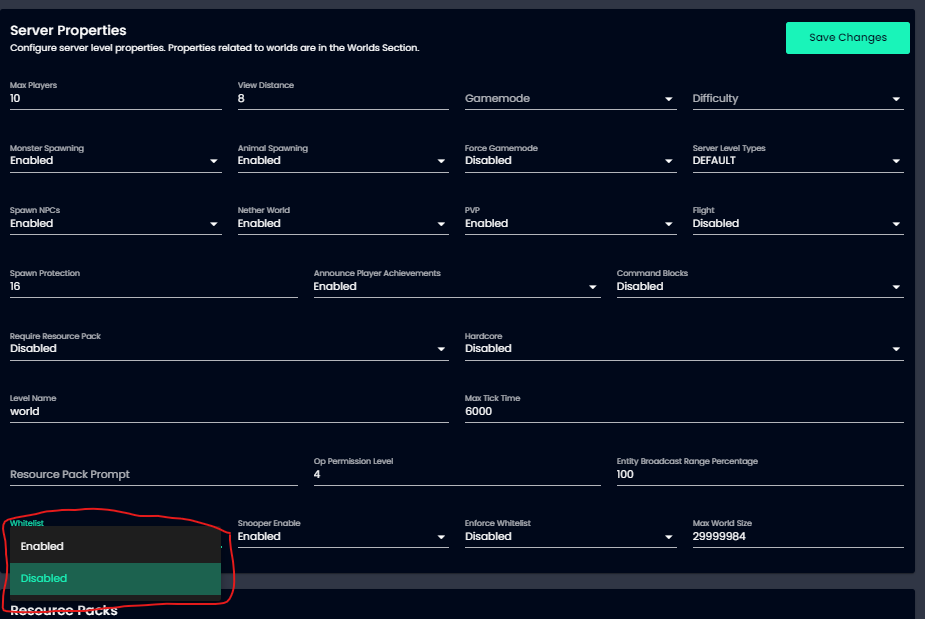 Server Properties
Configure server level properties. Properties related to worlds are in the Worlds Section.
Save Changes
Max Players
10
View Distance
8
Gamemode
Difficulty
Monster Spawning
Enabled
Animal Spawning
Enabled
Force Gamemode
Disabled
Server Level Types
DEFAULT
Spawn NPCs
Enabled
Nether World
Enabled
PVP
Enabled
Flight
Disabled
Spawn Protection
16
Announce Player Achievements
Enabled
Command Blocks
Disabled
Require Resource Pack
Disabled
Hardcore
Disabled
Level Name
world
Max Tick Time
6000
Resource Pack Prompt
Op Permission Level
4
Entity Broadcast Range Percentage
100
Whitelist
Enabled
Disabled
Snooper Enable
Enabled
Enforce Whitelist
Disabled
Max World Size
29999984
Resource Packs